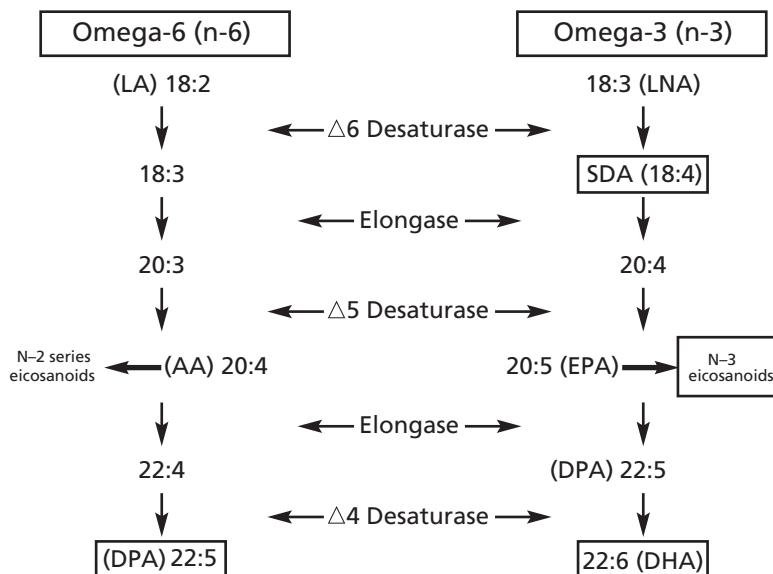 Omega-6 (n-6) Omega-3 (n-3)
(LA) 18:2 18:3 (LNA)
△6 Desaturase
18:3 SDA (18:4)
Elongase
20:3 20:4
△5 Desaturase
N–2 series
eicosanoids
(AA) 20:4 20:5 (EPA)
N–3
eicosanoids
Elongase
22:4 (DPA) 22:5
△4 Desaturase
(DPA) 22:5 22:6 (DHA)